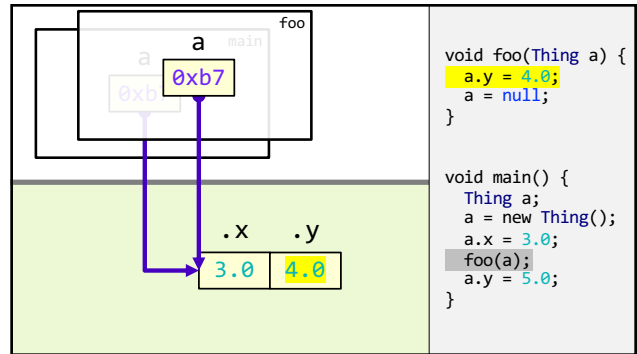 foo
a
main
a
0xb7
0xb7
.x .y
3.0 4.0
void foo(Thing a) {
a.y = 4.0;
a = null;
}
void main() {
Thing a;
a = new Thing();
a.x = 3.0;
foo(a);
a.y = 5.0;
}